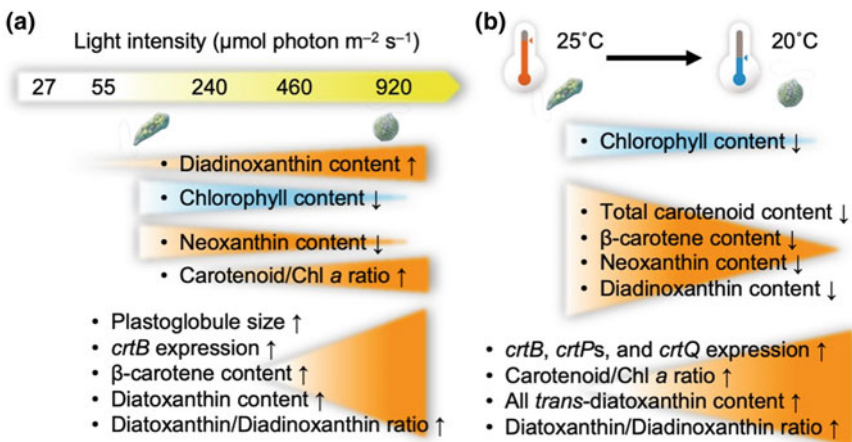 (a)
Light intensity (μmol photon m⁻² s⁻¹)
27 55 240 460 920
• Diadinoxanthin content ↑
• Chlorophyll content ↓
• Neoxanthin content ↓
• Carotenoid/Chl a ratio ↑
• Plastoglobule size ↑
• crtB expression ↑
• β-carotene content ↑
• Diatoxanthin content ↑
• Diatoxanthin/Diadinoxanthin ratio ↑
(b)
25˚C 20˚C
• Chlorophyll content ↓
• Total carotenoid content ↓
• β-carotene content ↓
• Neoxanthin content ↓
• Diadinoxanthin content ↓
• crtB, crtPs, and crtQ expression ↑
• Carotenoid/Chl a ratio ↑
• All trans-diatoxanthin content ↑
• Diatoxanthin/Diadinoxanthin ratio ↑